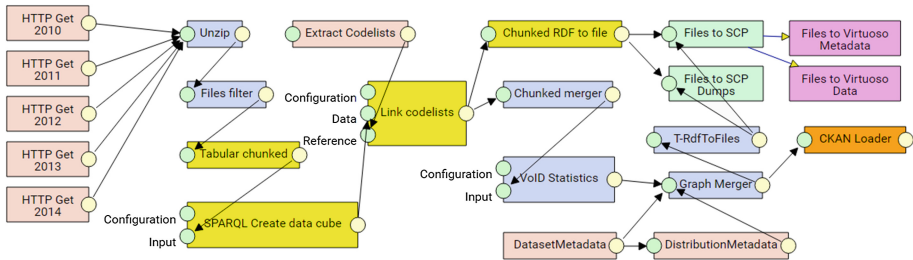 HTTP Get
2010
HTTP Get
2011
HTTP Get
2012
HTTP Get
2013
HTTP Get
2014
Unzip
Files filter
Tabular chunked
Configuration
Input
SPARQL Create data cube
Extract Codelists
Configuration
Data
Reference
Link codelists
Chunked RDF to file
Chunked merger
Configuration
Input
VoID Statistics
DatasetMetadata
Files to SCP
Files to SCP
Dumps
T-RdfToFiles
Graph Merger
DistributionMetadata
Files to Virtuoso
Metadata
Files to Virtuoso
Data
CKAN Loader